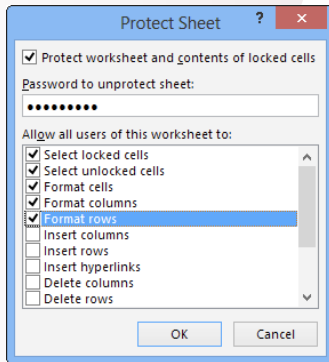 Protect Sheet
?
Protect worksheet and contents of locked cells
Password to unprotect sheet:
•••••••••
Allow all users of this worksheet to:
Select locked cells
Select unlocked cells
Format cells
Format columns
Format rows
Insert columns
Insert rows
Insert hyperlinks
Delete columns
Delete rows
OK Cancel